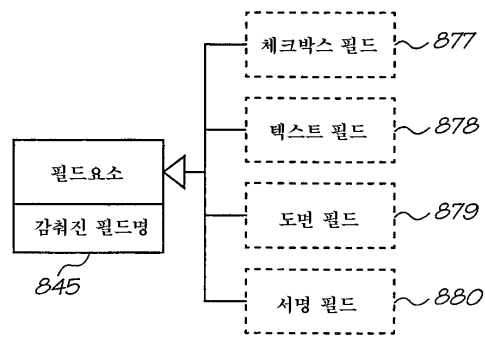 체크박스 필드
877
텍스트 필드
878
필드요소
도면 필드
879
감춰진 필드명
845
서명 필드
880